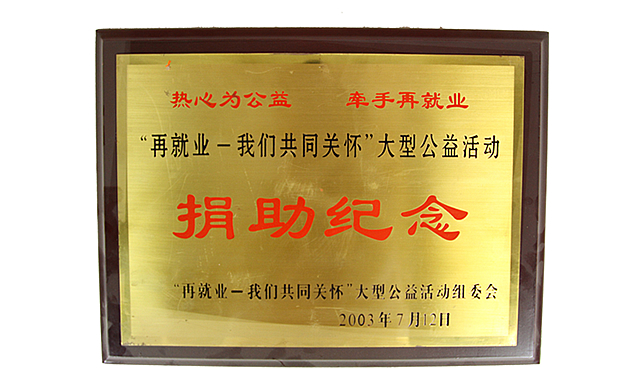 热心为公益 牵手再就业
“再就业－我们共同关怀”大型公益活动
捐助纪念
“再就业－我们共同关怀”大型公益活动组委会
2003年7月12日